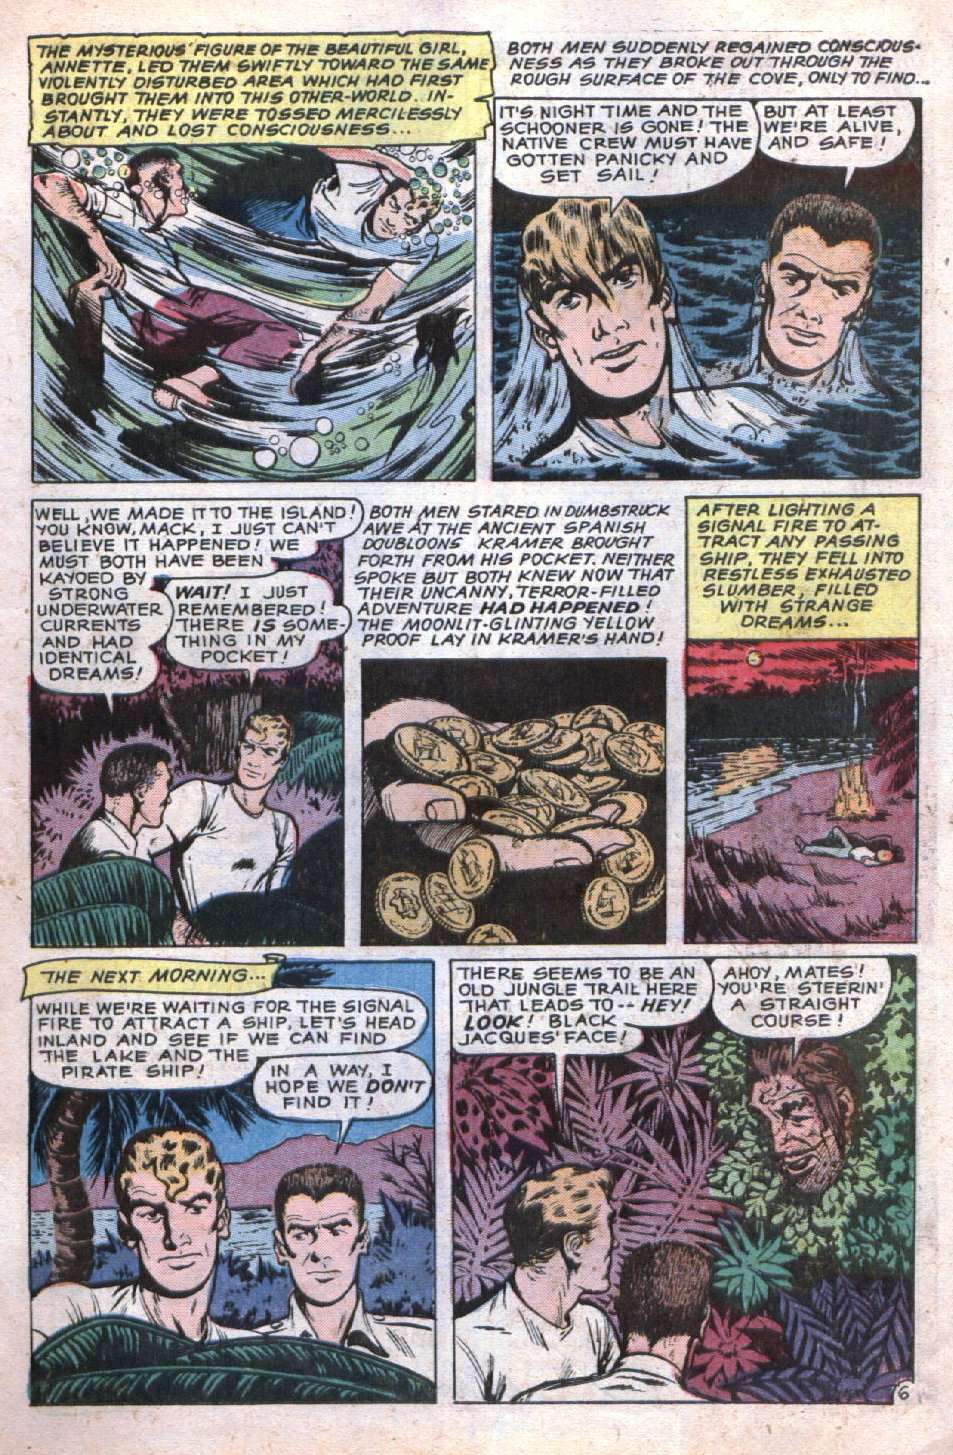 THE MYSTERIOUS FIGURE OF THE BEAUTIFUL GIRL,
ANNETTE, LED THEM SWIFTLY TOWARD THE SAME
VIOLENTLY DISTURBED AREA WHICH HAD FIRST
BROUGHT THEM INTO THIS OTHER-WORLD. IN-
STANTLY, THEY WERE TOSSED MERCILESSLY
ABOUT AND LOST CONSCIOUSNESS...
BOTH MEN SUDDENLY REGAINED CONSCIOUS-
NESS AS THEY BROKE OUT THROUGH THE
ROUGH SURFACE OF THE COVE, ONLY TO FIND...
IT'S NIGHT TIME AND THE
SCHOONER IS GONE! THE
NATIVE CREW MUST HAVE
GOTTEN PANICKY AND
SET SAIL!
BUT AT LEAST
WE'RE ALIVE,
AND SAFE!
WELL, WE MADE IT TO THE ISLAND!
YOU KNOW, MACK, I JUST CAN'T
BELIEVE IT HAPPENED! WE
MUST BOTH HAVE BEEN
KAYOED BY
STRONG
UNDERWATER
CURRENTS
AND HAD
IDENTICAL
DREAMS!
WAIT! I JUST
REMEMBERED!
THERE IS SOME-
THING IN MY
POCKET!
BOTH MEN STARED IN DUMBSTRUCK
AWE AT THE ANCIENT SPANISH
DOUBLOONS KRAMER BROUGHT
FORTH FROM HIS POCKET. NEITHER
SPOKE BUT BOTH KNEW NOW THAT
THEIR UNCANNY, TERROR-FILLED
ADVENTURE HAD HAPPENED!
THE MOONLIT-GLINTING YELLOW
PROOF LAY IN KRAMER'S HAND!
AFTER LIGHTING A
SIGNAL FIRE TO AT-
TRACT ANY PASSING
SHIP, THEY FELL INTO
RESTLESS EXHAUSTED
SLUMBER, FILLED
WITH STRANGE
DREAMS...
THE NEXT MORNING...
WHILE WE'RE WAITING FOR THE SIGNAL
FIRE TO ATTRACT A SHIP, LET'S HEAD
INLAND AND SEE IF WE CAN FIND
THE LAKE AND THE
PIRATE SHIP!
IN A WAY, I
HOPE WE DON'T
FIND IT!
THERE SEEMS TO BE AN
OLD JUNGLE TRAIL HERE
THAT LEADS TO -- HEY!
LOOK! BLACK
JACQUES' FACE!
AHOY, MATES!
YOU'RE STEERIN'
A STRAIGHT
COURSE!
6